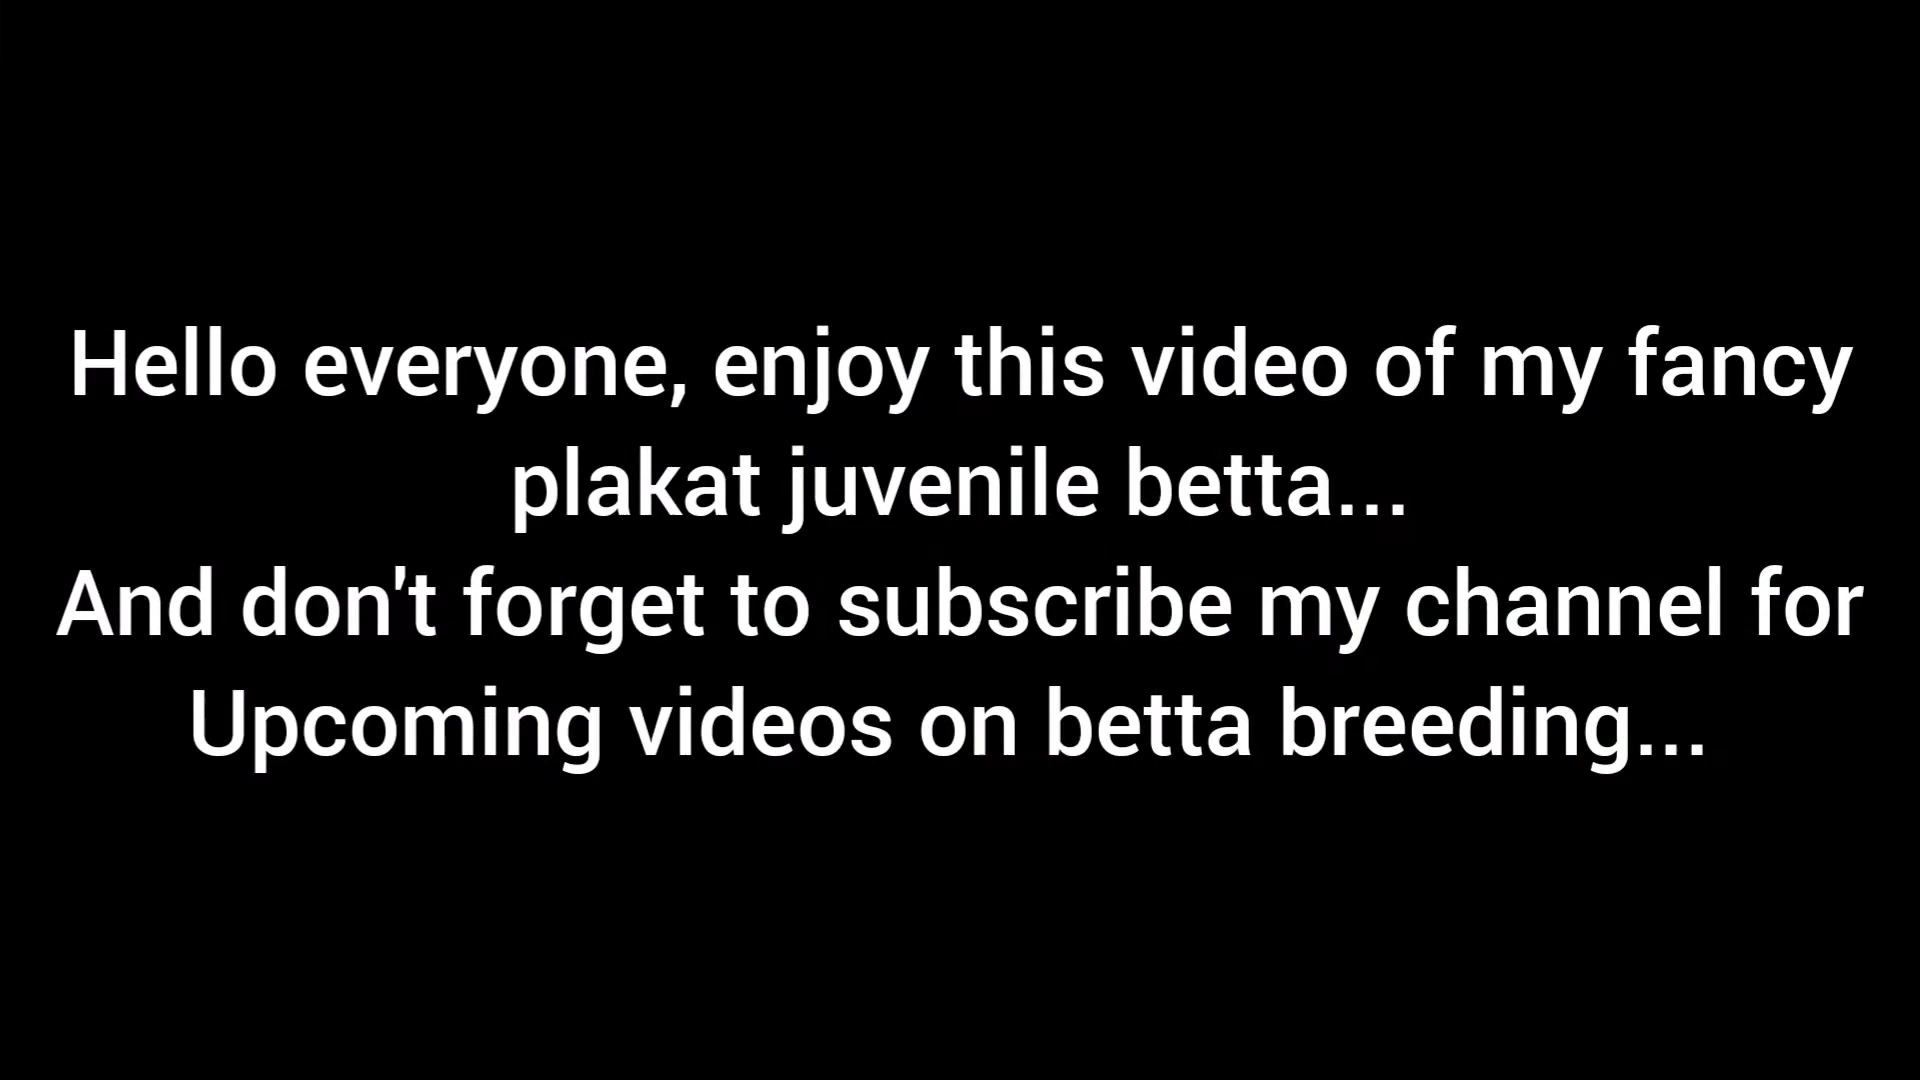 Hello everyone, enjoy this video of my fancy
plakat juvenile betta...
And don't forget to subscribe my channel for
Upcoming videos on betta breeding...